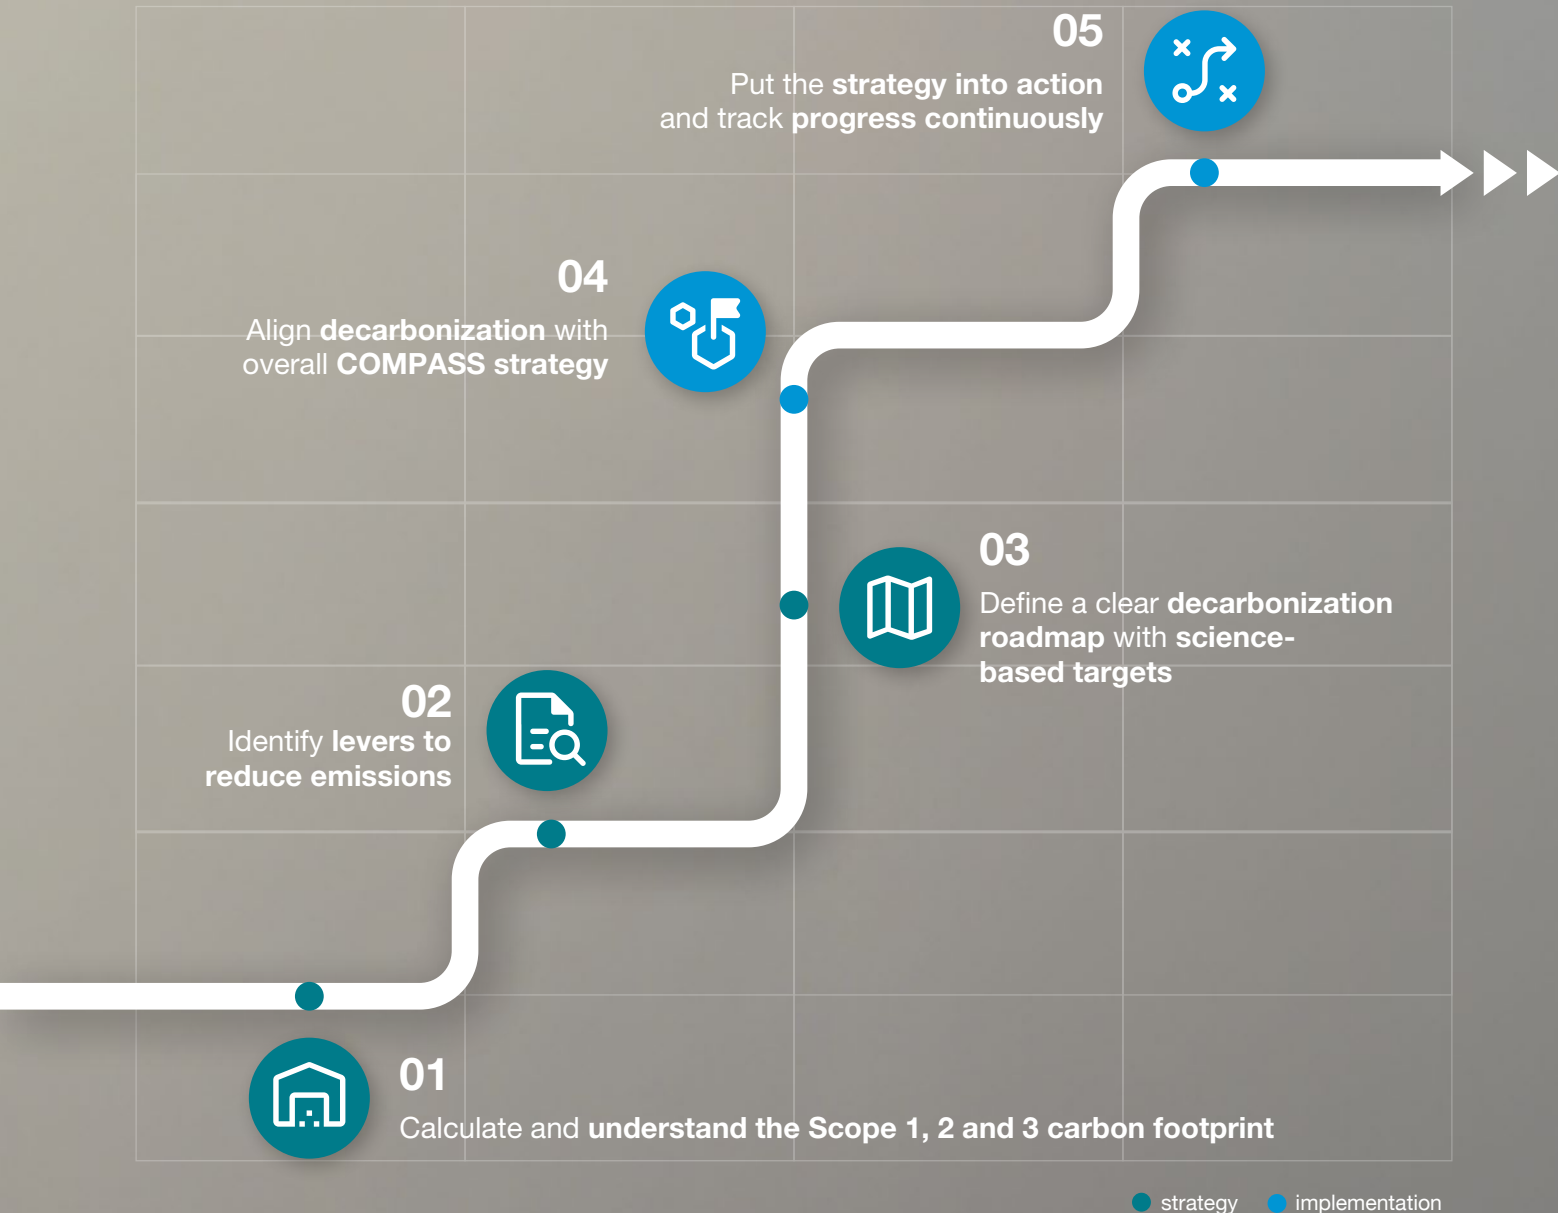 05
Put the strategy into action
and track progress continuously
04
Align decarbonization with
overall COMPASS strategy
03
Define a clear decarbonization
roadmap with science-
based targets
02
Identify levers to
reduce emissions
01
Calculate and understand the Scope 1, 2 and 3 carbon footprint
strategy
implementation